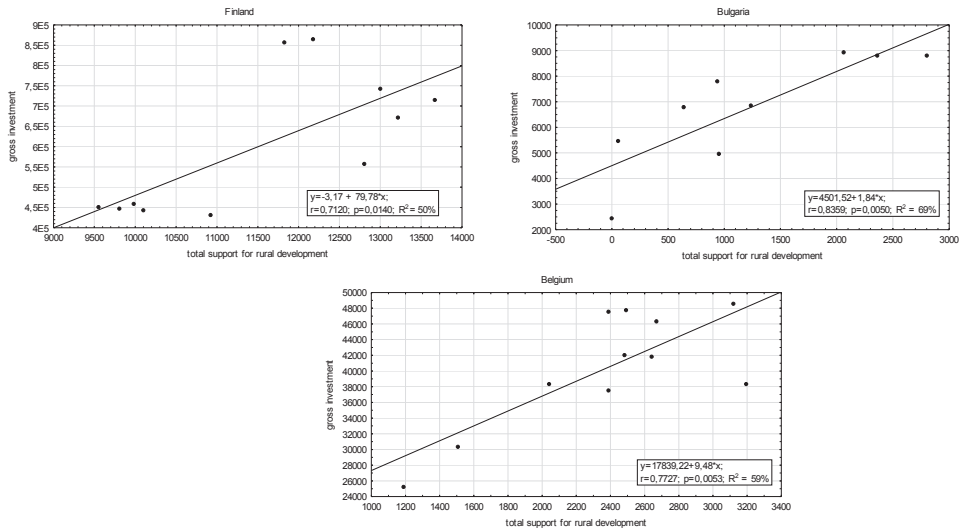 Finland
9E5
8,5E5
7,5E5
6,5E5
5,5E5
4,5E5
4E5
gross investment
y=-3,17 + 79,78*x;
r=0,7120; p=0,0140; R² = 50%
9000 9500 10000 10500 11000 11500 12000 12500 13000 13500 14000
total support for rural development
Bulgaria
10000
9000
8000
7000
6000
5000
4000
3000
2000
gross investment
y=4501,52+1,84*x;
r=0,8359; p=0,0050; R² = 69%
-500 0 500 1000 1500 2000 2500 3000
total support for rural development
Belgium
50000
48000
46000
44000
42000
40000
38000
36000
34000
32000
30000
28000
26000
24000
gross investment
y=17839,22+9,48*x;
r=0,7727; p=0,0053; R² = 59%
1000 1200 1400 1600 1800 2000 2200 2400 2600 2800 3000 3200 3400
total support for rural development